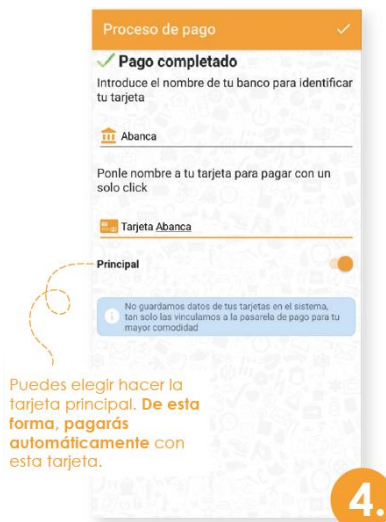 Proceso de pago
Pago completado
Introduce el nombre de tu banco para identificar
tu tarjeta
Abanca
Ponle nombre a tu tarjeta para pagar con un
solo click
Tarjeta Abanca
Principal
No guardamos datos de tus tarjetas en el sistema,
tan solo las vinculamos a la pasarela de pago para tu
mayor comodidad
Puedes elegir hacer la
tarjeta principal. De esta
forma, pagarás
automáticamente con
esta tarjeta.
4.